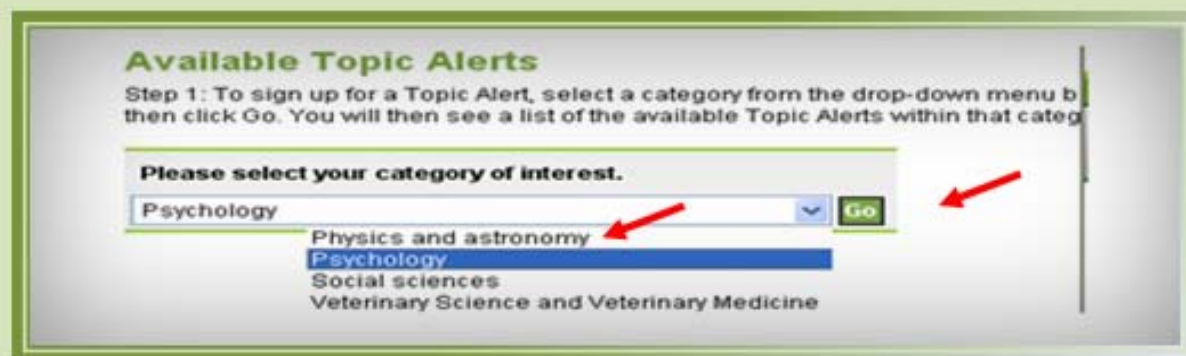 Available Topic Alerts
Step 1: To sign up for a Topic Alert, select a category from the drop-down menu b
then click Go. You will then see a list of the available Topic Alerts within that categ
Please select your category of interest.
Psychology
Go
Physics and astronomy
Psychology
Social sciences
Veterinary Science and Veterinary Medicine